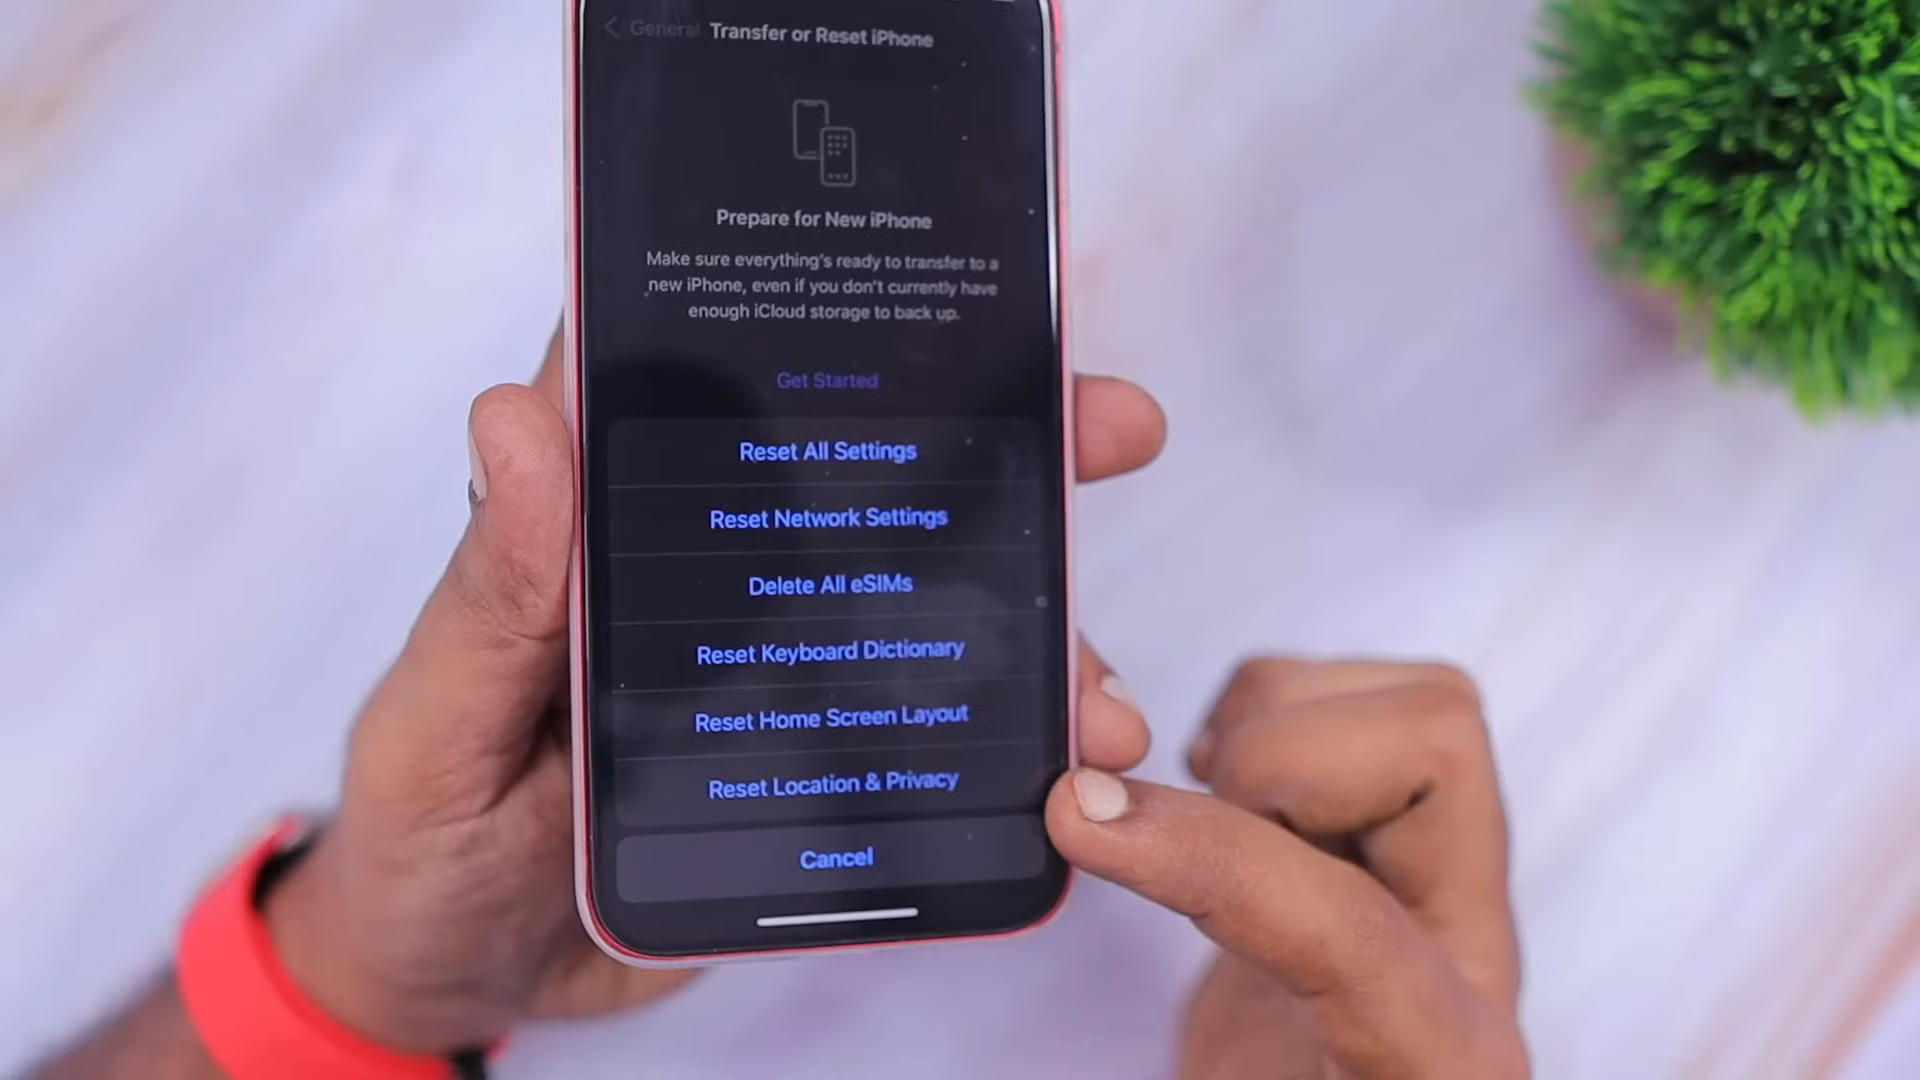 General Transfer or Reset iPhone
Prepare for New iPhone
Make sure everything's ready to transfer to a
new iPhone, even if you don't currently have
enough iCloud storage to back up.
Get Started
Reset All Settings
Reset Network Settings
Delete All eSIMs
Reset Keyboard Dictionary
Reset Home Screen Layout
Reset Location & Privacy
Cancel